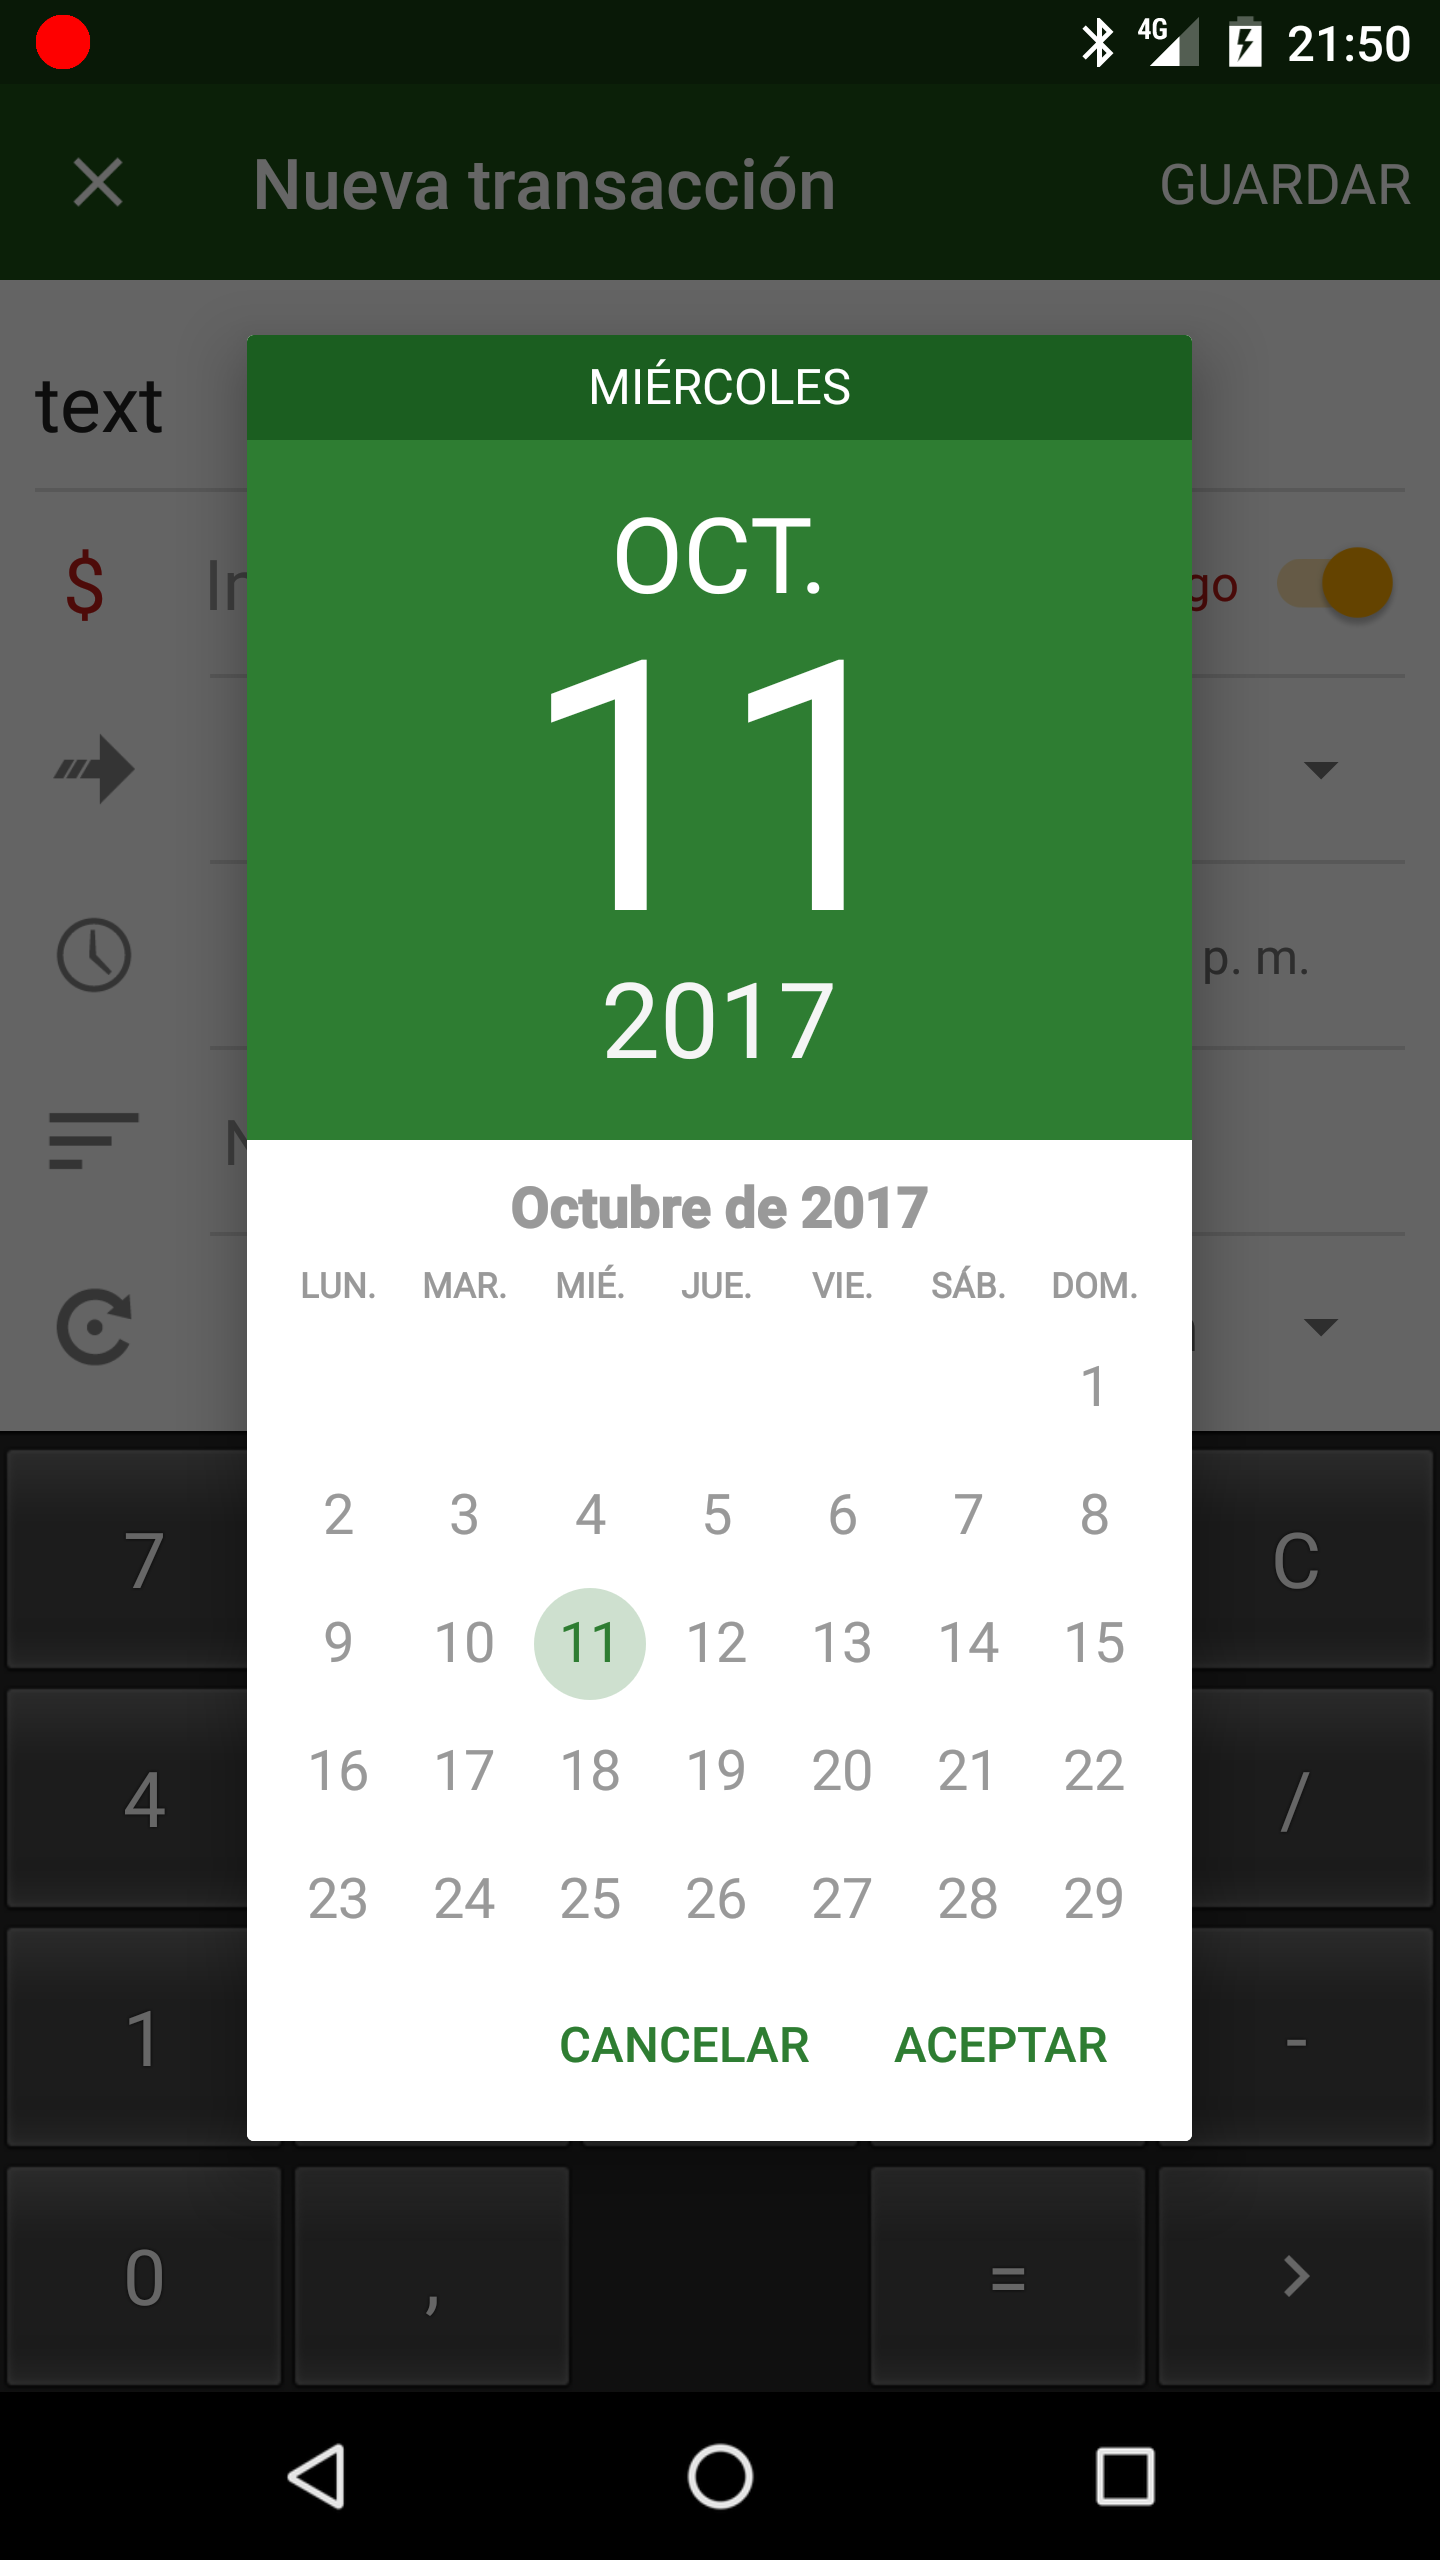 4G 21:50
Nueva transacción GUARDAR
MIÉRCOLES
text
OCT.
$
11
2017
p. m.
Octubre de 2017
LUN. MAR. MIÉ. JUE. VIE. SÁB. DOM.
1
2 3 4 5 6 7 8
9 10 11 12 13 14 15
16 17 18 19 20 21 22
23 24 25 26 27 28 29
CANCELAR ACEPTAR
7 C
4 /
1 -
0 , = >